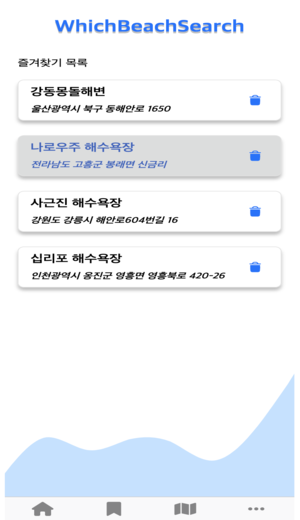 WhichBeachSearch
즐겨찾기 목록
강동몽돌해변
울산광역시 북구 동해안로 1650
나로우주 해수욕장
전라남도 고흥군 봉래면 신금리
사근진 해수욕장
강원도 강릉시 해안로604번길 16
십리포 해수욕장
인천광역시 옹진군 영흥면 영흥북로 420-26